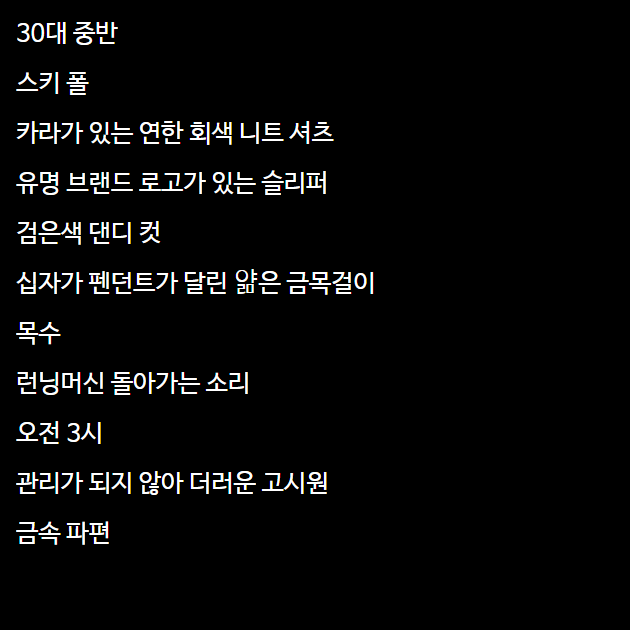 30대 중반
스키 폴
카라가 있는 연한 회색 니트 셔츠
유명 브랜드 로고가 있는 슬리퍼
검은색 댄디 컷
십자가 펜던트가 달린 얆은 금목걸이
목수
런닝머신 돌아가는 소리
오전 3시
관리가 되지 않아 더러운 고시원
금속 파편